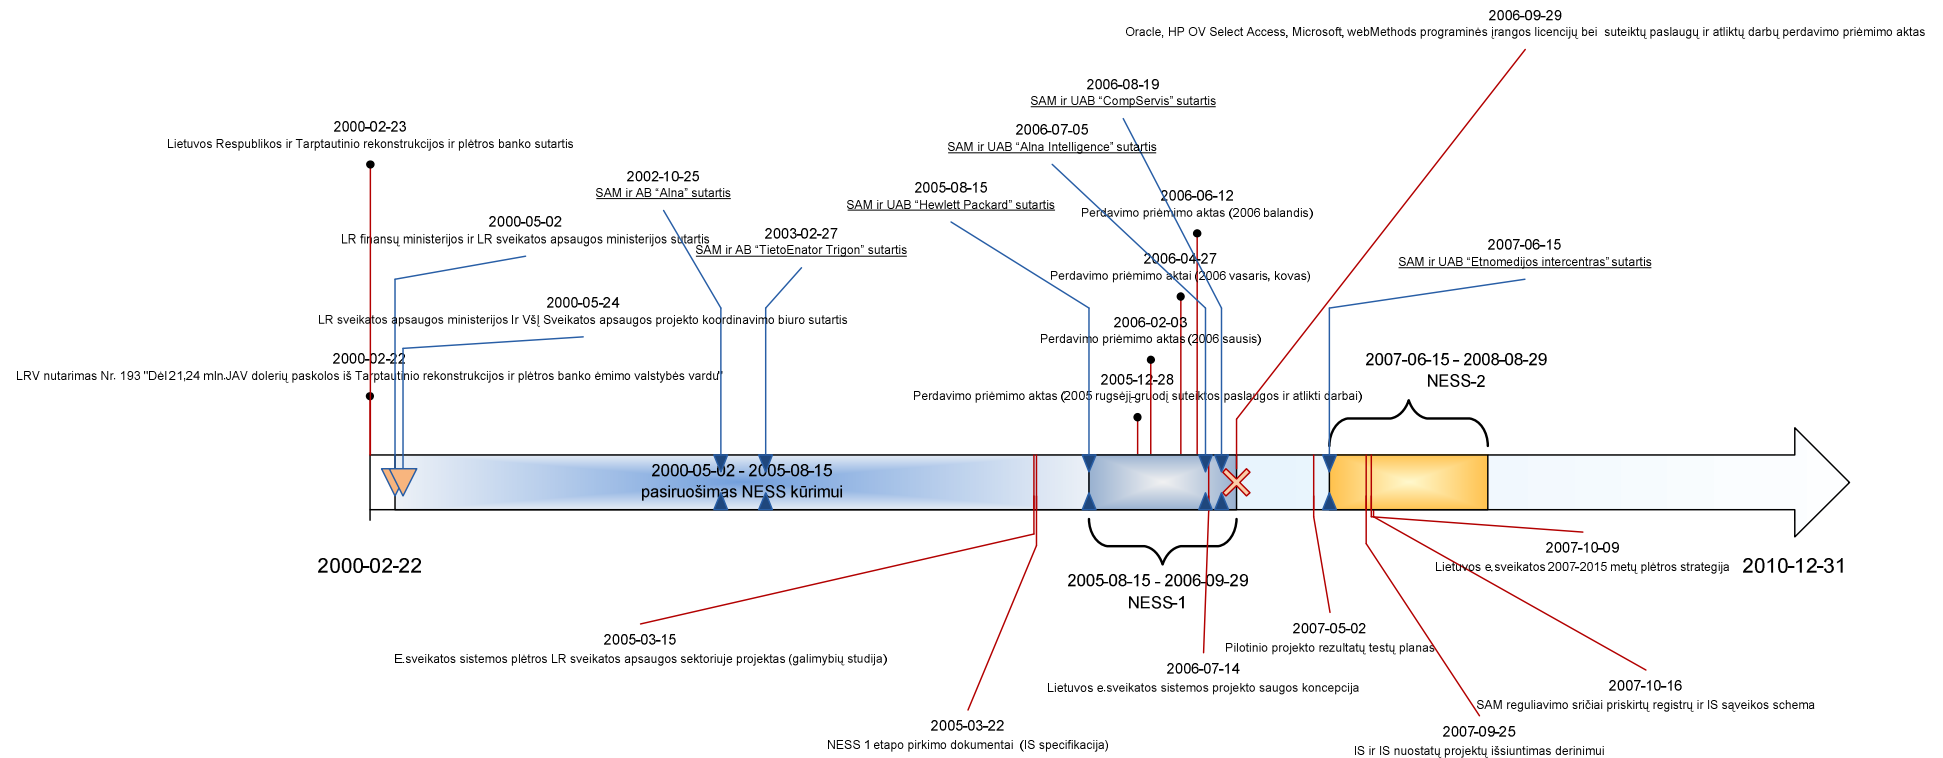 2006-09-29
Oracle, HP OV Select Access, Microsoft, webMethods programinės įrangos licencijų bei suteiktų paslaugų ir atliktų darbų perdavimo priėmimo aktas
2006-08-19
SAM ir UAB “CompServis” sutartis
2000-02-23
Lietuvos Respublikos ir Tarptautinio rekonstrukcijos ir plėtros banko sutartis
2006-07-05
SAM ir UAB “Alna Intelligence” sutartis
2002-10-25
SAM ir AB “Alna” sutartis
2005-08-15
SAM ir UAB “Hewlett Packard” sutartis
2006-06-12
Perdavimo priėmimo aktas (2006 balandis)
2000-05-02
LR finansų ministerijos ir LR sveikatos apsaugos ministerijos sutartis
2003-02-27
SAM ir AB “TietoEnator Trigon” sutartis
2007-06-15
SAM ir UAB “Etnomedijos intercentras” sutartis
2006-04-27
Perdavimo priėmimo aktai (2006 vasaris, kovas)
2000-05-24
LR sveikatos apsaugos ministerijos Ir VšĮ Sveikatos apsaugos projekto koordinavimo biuro sutartis
2006-02-03
Perdavimo priėmimo aktas (2006 sausis)
2000-02-22
LRV nutarimas Nr. 193 "Dėl 21,24 mln.JAV dolerių paskolos iš Tarptautinio rekonstrukcijos ir plėtros banko ėmimo valstybės vardu"
2005-12-28
Perdavimo priėmimo aktas (2005 rugsėjį-gruodį suteiktos paslaugos ir atlikti darbai)
2007-06-15 - 2008-08-29
NESS-2
2000-05-02 - 2005-08-15
pasiruošimas NESS kūrimui
2000-02-22
2010-12-31
2005-08-15 - 2006-09-29
NESS-1
2007-10-09
Lietuvos e.sveikatos 2007-2015 metų plėtros strategija
2005-03-15
E.sveikatos sistemos plėtros LR sveikatos apsaugos sektoriuje projektas (galimybių studija)
2007-05-02
Pilotinio projekto rezultatų testų planas
2006-07-14
Lietuvos e.sveikatos sistemos projekto saugos koncepcija
2007-10-16
SAM reguliavimo sričiai priskirtų registrų ir IS sąveikos schema
2005-03-22
NESS 1 etapo pirkimo dokumentai (IS specifikacija)
2007-09-25
IS ir IS nuostatų projektų išsiuntimas derinimui